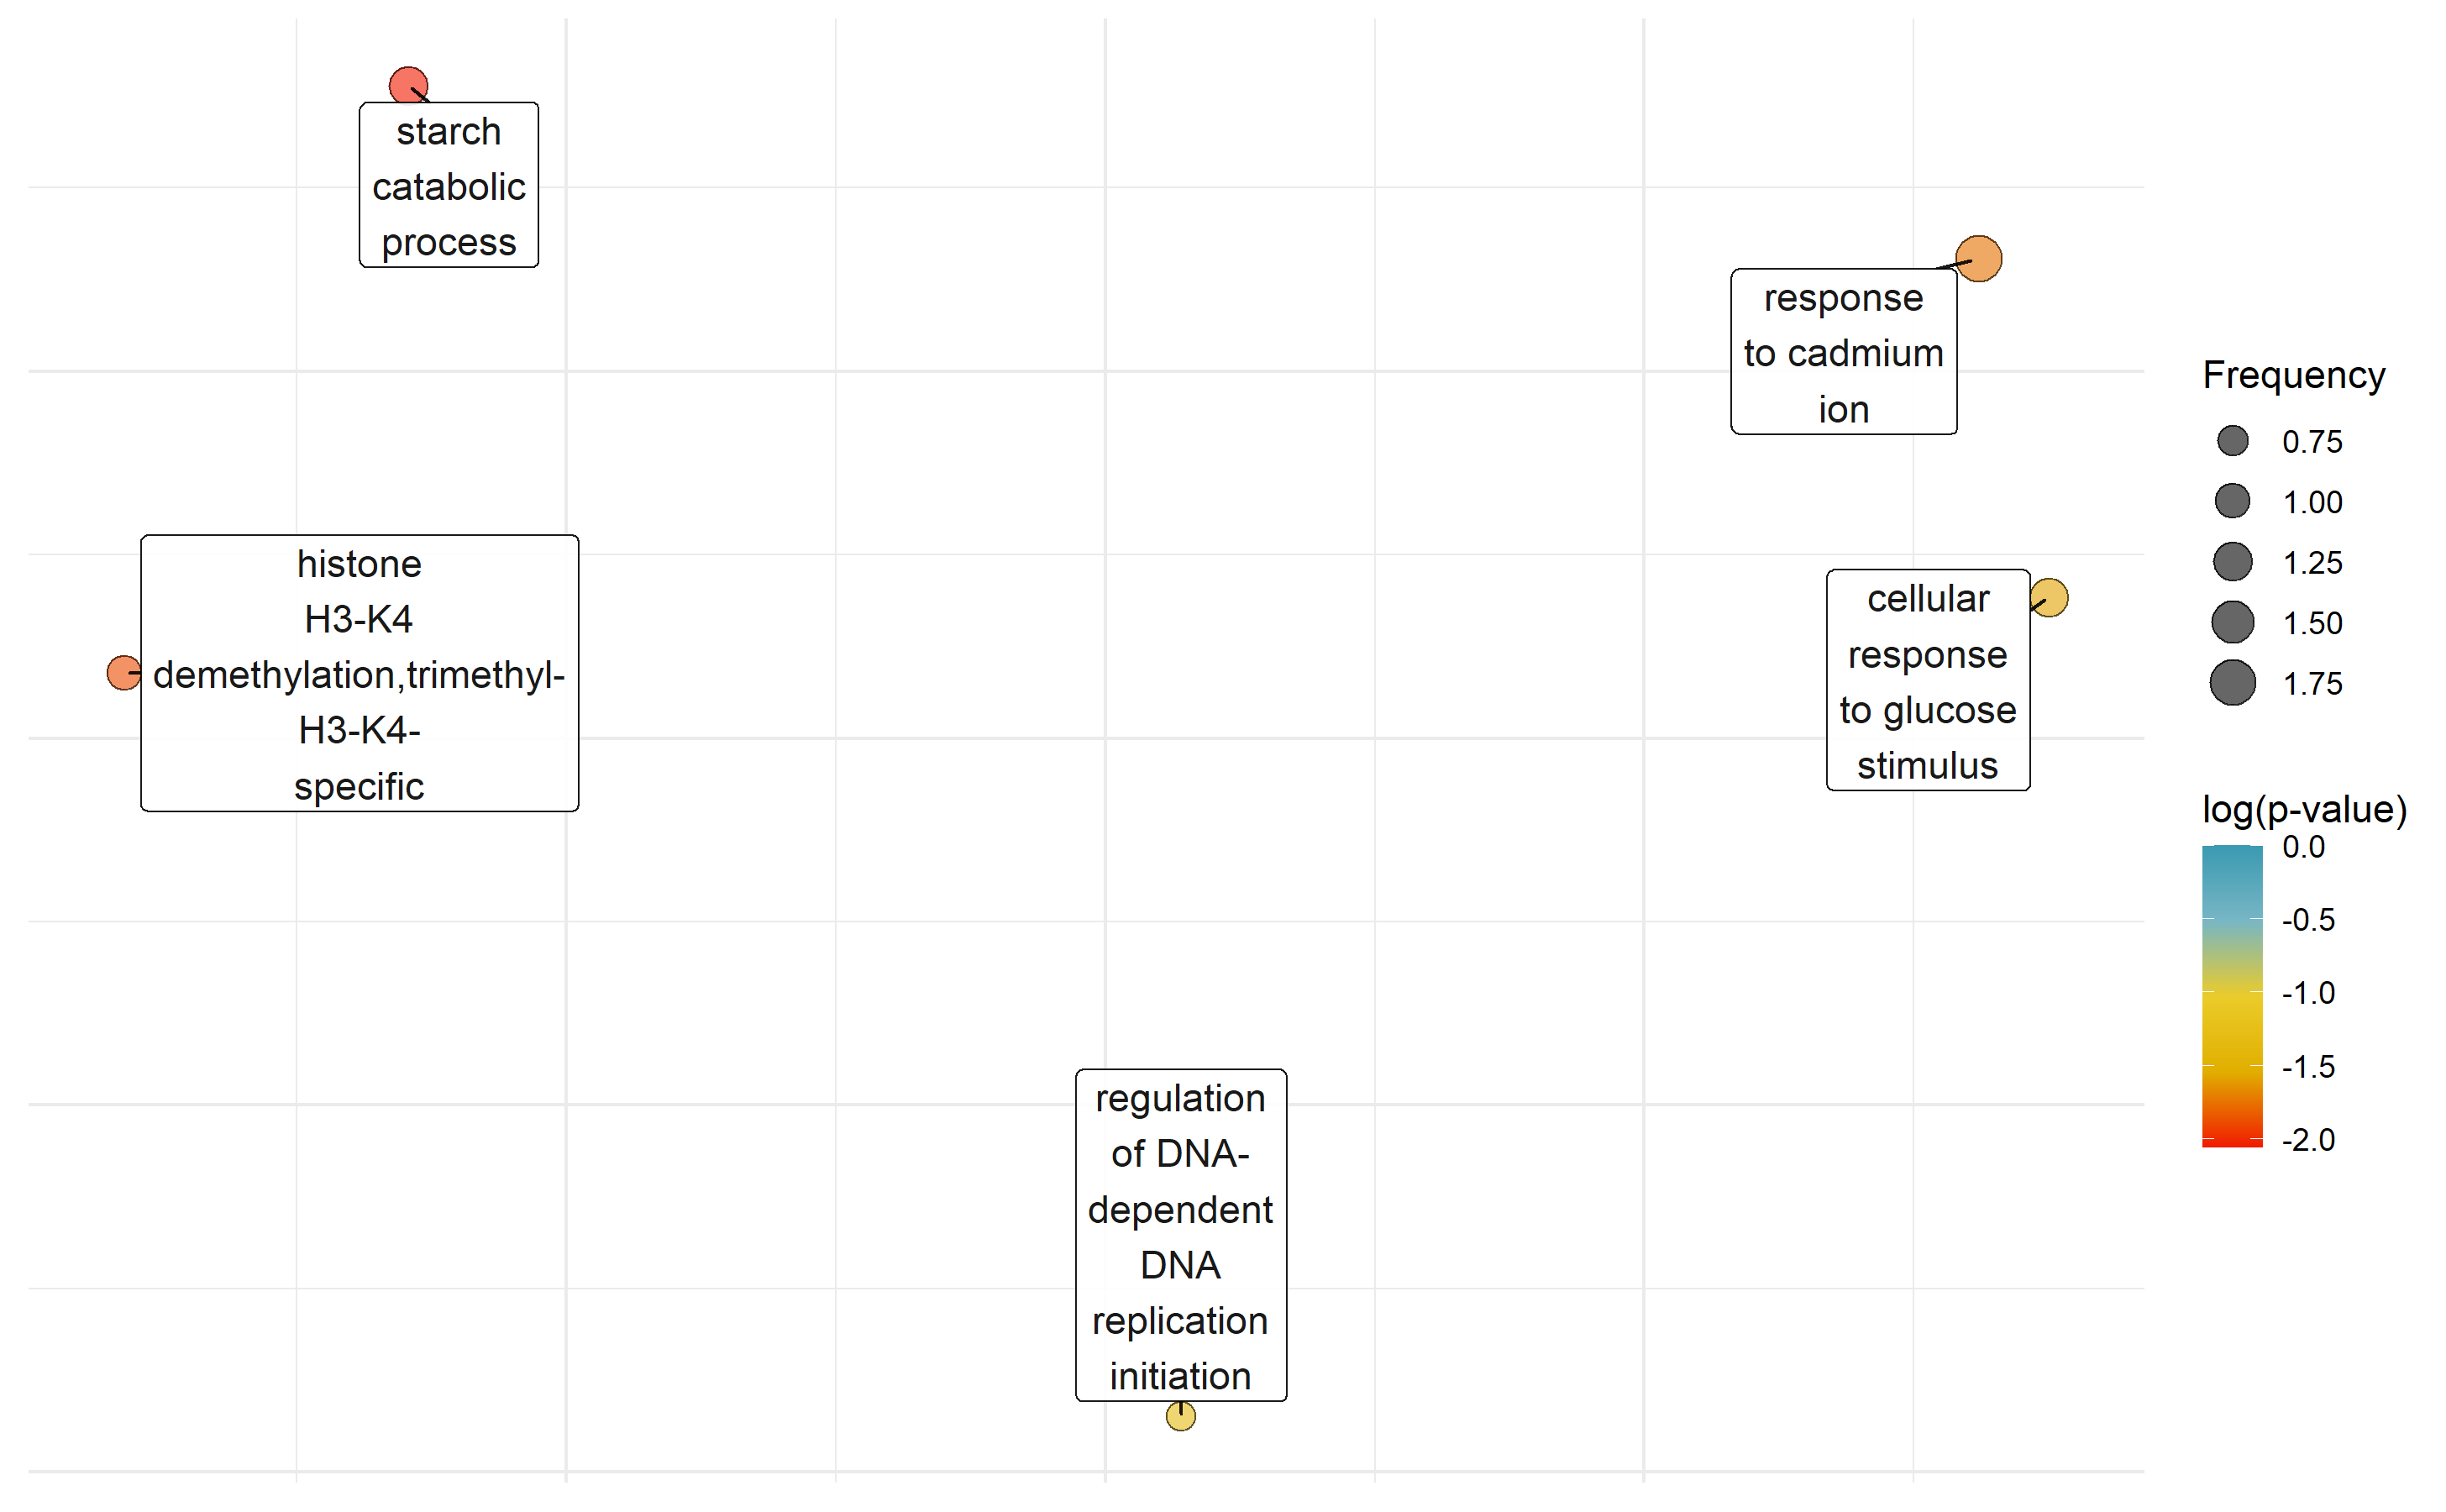 starch
catabolic
process
response
to cadmium
ion
histone
H3-K4
demethylation,trimethyl-
H3-K4-
specific
cellular
response
to glucose
stimulus
regulation
of DNA-
dependent
DNA
replication
initiation
Frequency
0.75
1.00
1.25
1.50
1.75
log(p-value)
0.0
-0.5
-1.0
-1.5
-2.0